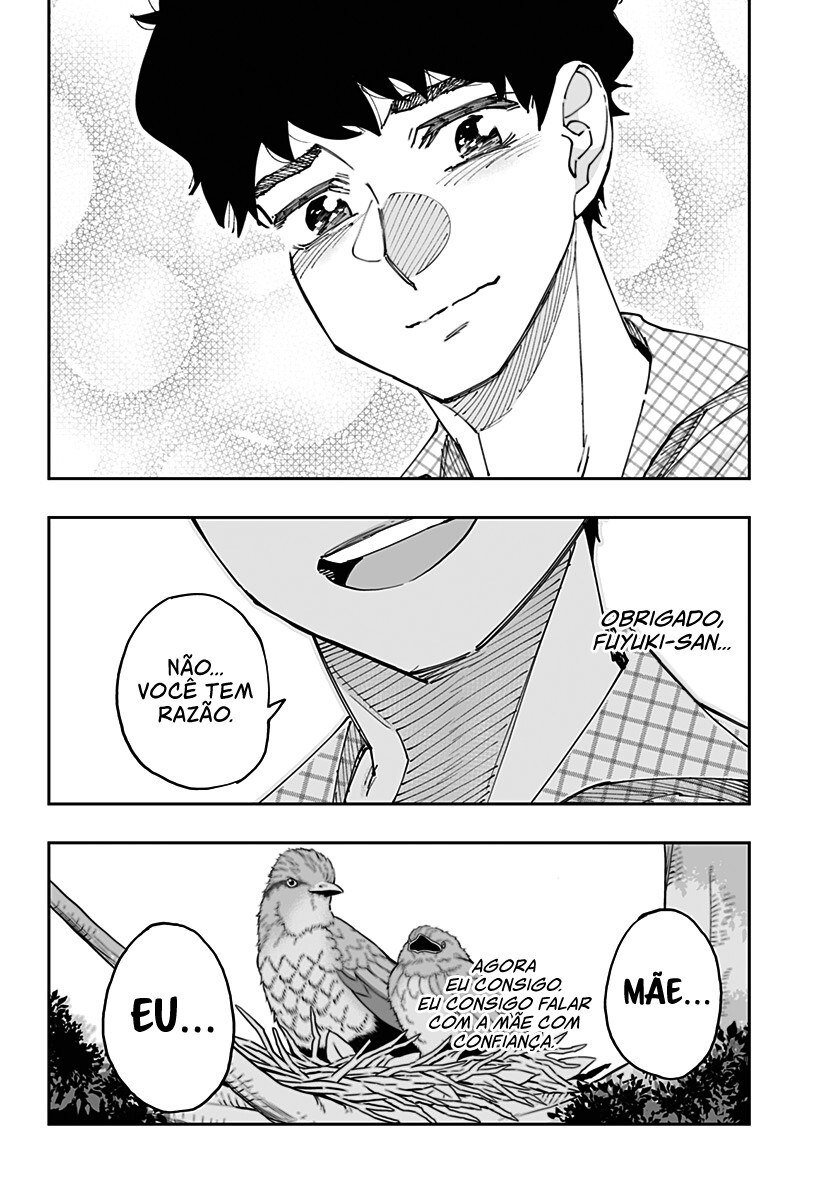 OBRIGADO,
FUYUKI-SAN...
NÃO...
VOCÊ TEM
RAZÃO.
MÃE...
AGORA
EU CONSIGO.
EU CONSIGO FALAR
COM A MÃE COM
CONFIANÇA.
EU...